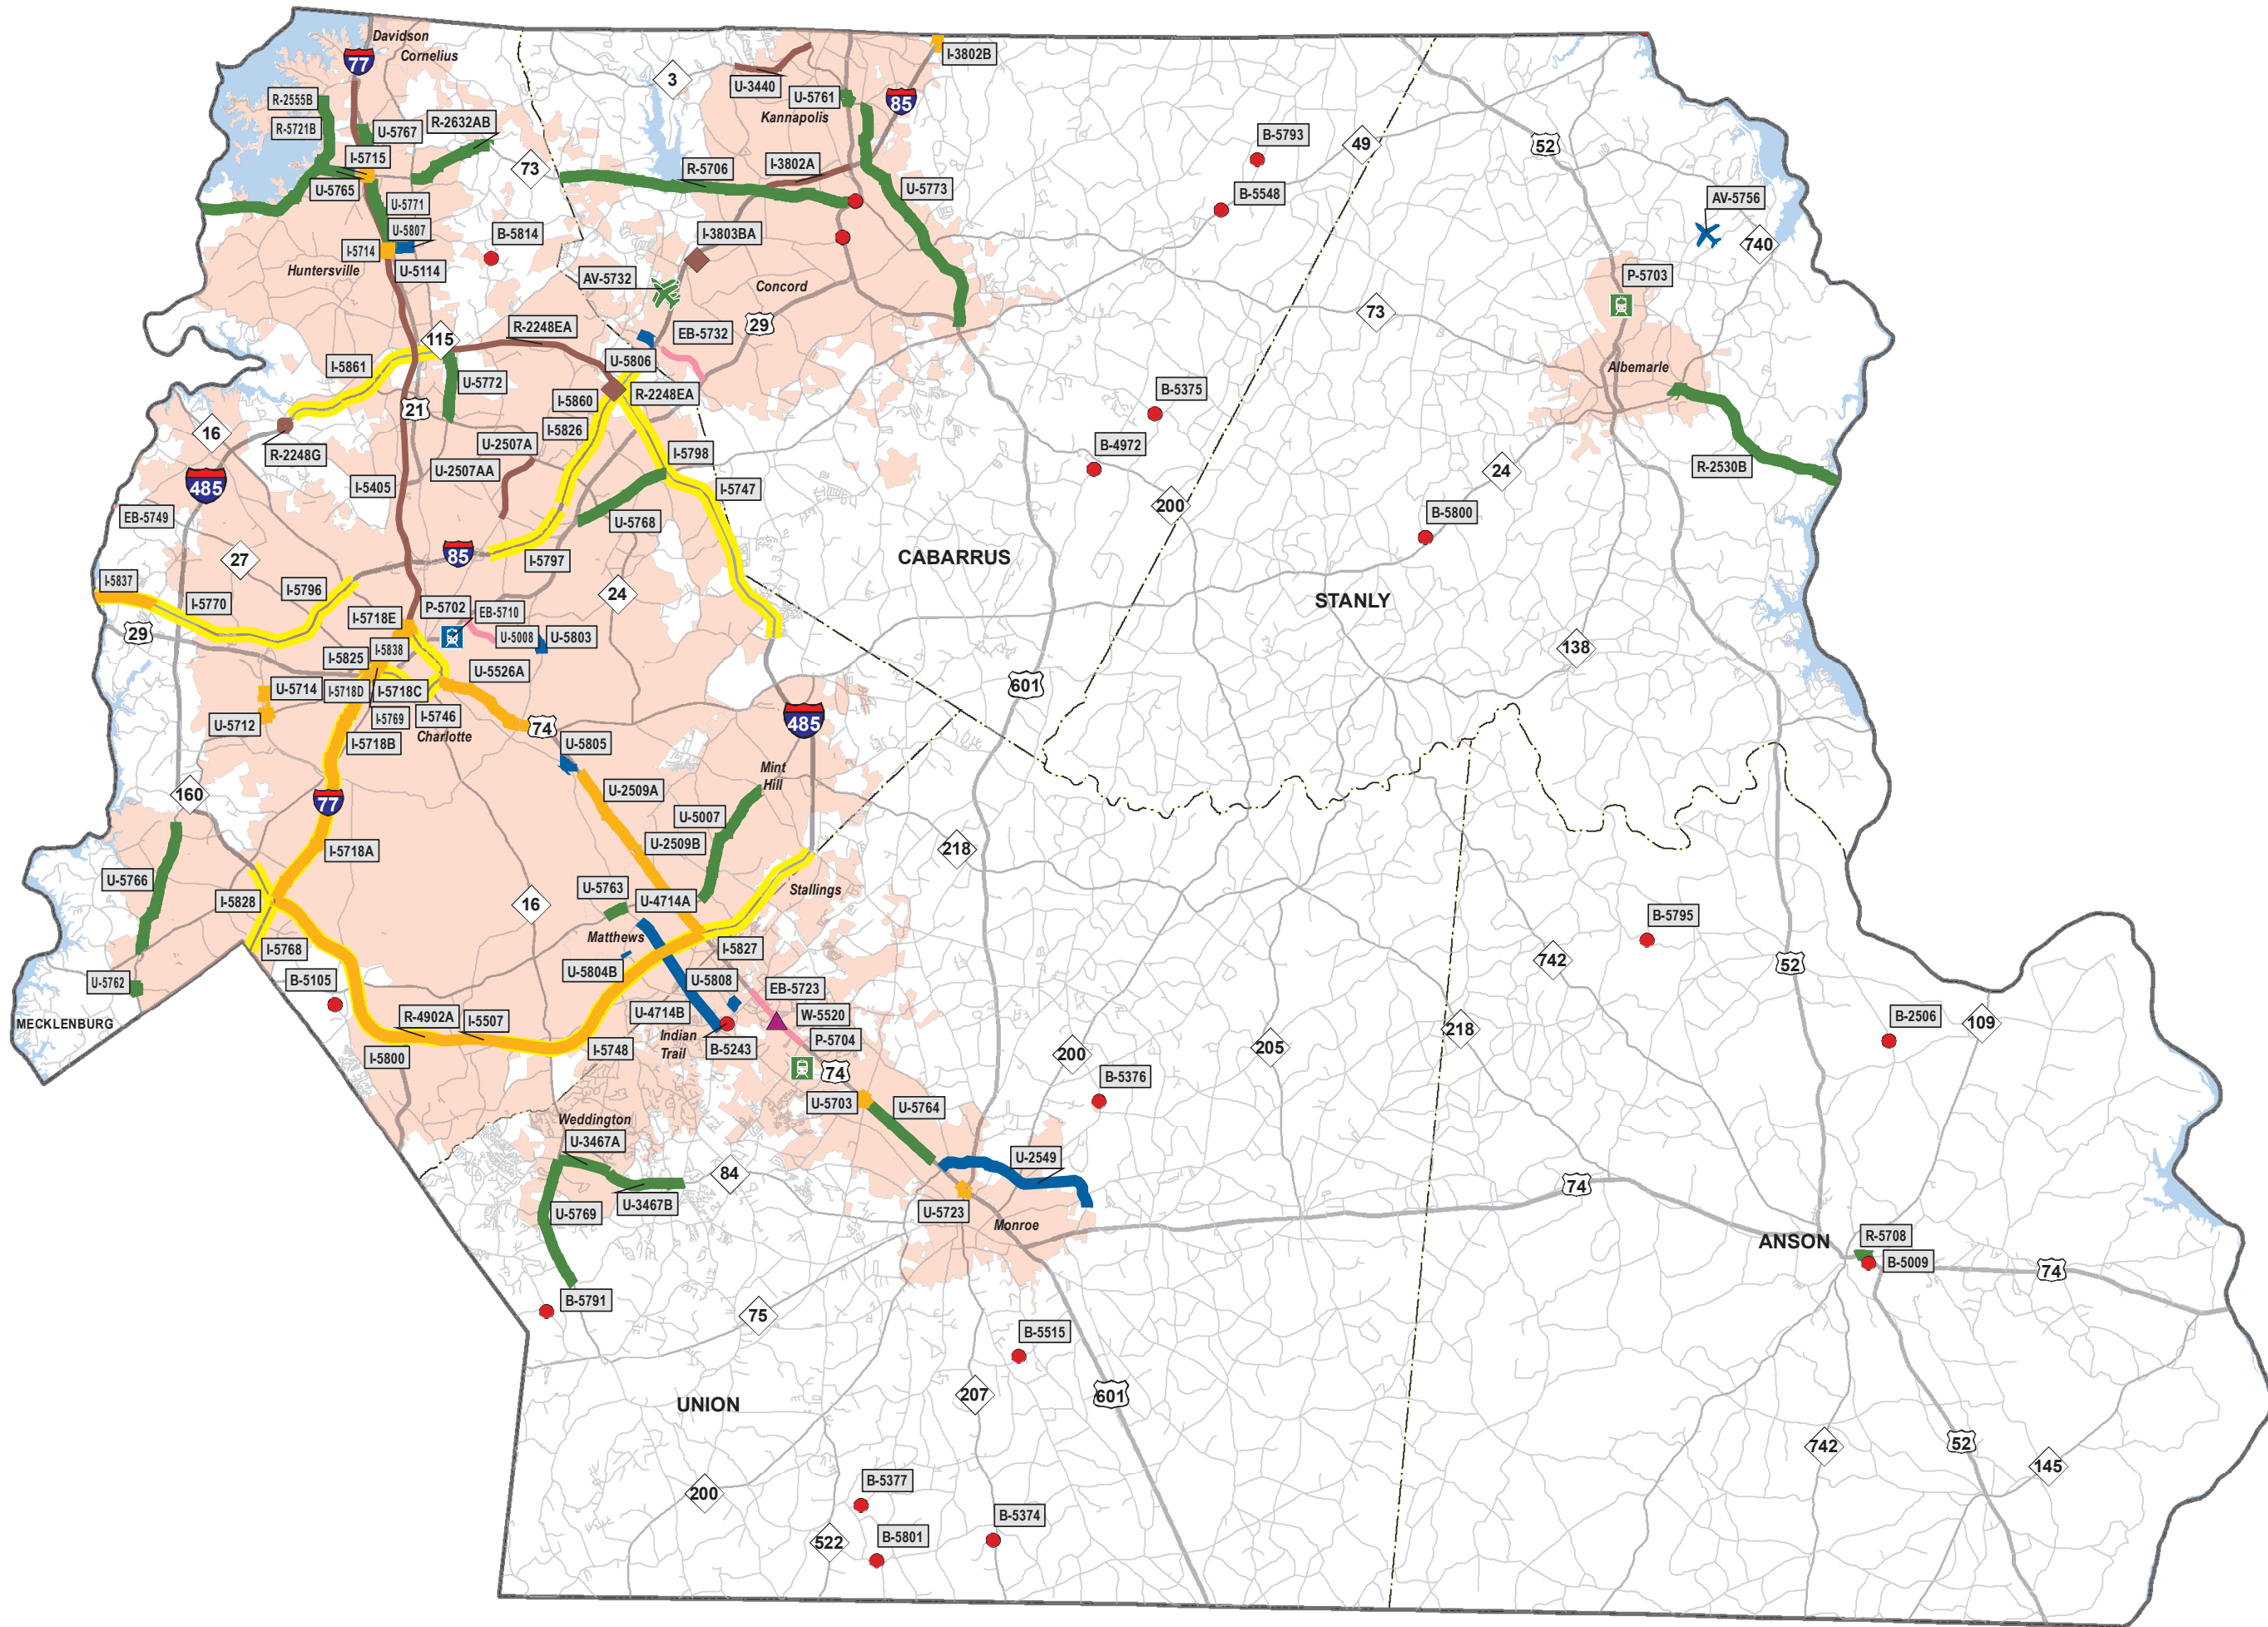 Davidson
Cornelius
77
3
I-3802B
U-3440
U-5761
85
Kannapolis
R-2555B
R-5721B
U-5767
R-2632AB
I-5715
U-5765
73
I-3802A
R-5706
U-5773
B-5793
49
52
B-5548
AV-5756
740
U-5771
U-5807
I-5714
U-5114
Huntersville
B-5814
I-3803BA
AV-5732
Concord
P-5703
115
R-2248EA
EB-5732
29
73
U-5806
I-5861
U-5772
R-2248EA
Albemarle
I-5860
21
I-5826
B-5375
16
R-2248G
U-2507A
U-2507AA
I-5798
B-4972
24
R-2530B
485
I-5405
I-5747
200
EB-5749
U-5768
B-5800
27
85
I-5797
CABARRUS
I-5837
I-5770
I-5796
24
STANLY
29
I-5718E
P-5702
EB-5710
U-5008
U-5803
138
I-5825
I-5838
U-5526A
601
U-5714
I-5718D
I-5718C
U-5712
I-5769
I-5746
Charlotte
74
485
I-5718B
U-5805
Mint
Hill
160
77
U-2509A
U-5007
U-2509B
218
I-5718A
U-5766
U-5763
U-4714A
Stallings
I-5828
16
B-5795
Matthews
I-5827
I-5768
742
52
B-5105
U-5804B
U-5808
U-5762
EB-5723
MECKLENBURG
R-4902A
I-5507
U-4714B
W-5520
B-2506
109
218
Indian
Trail
P-5704
I-5800
I-5748
B-5243
200
205
74
B-5376
U-5703
U-5764
Weddington
U-3467A
U-2549
84
74
U-5769
U-3467B
U-5723
Monroe
ANSON
R-5708
B-5009
74
B-5791
75
B-5515
UNION
207
601
742
52
145
200
B-5377
B-5374
522
B-5801